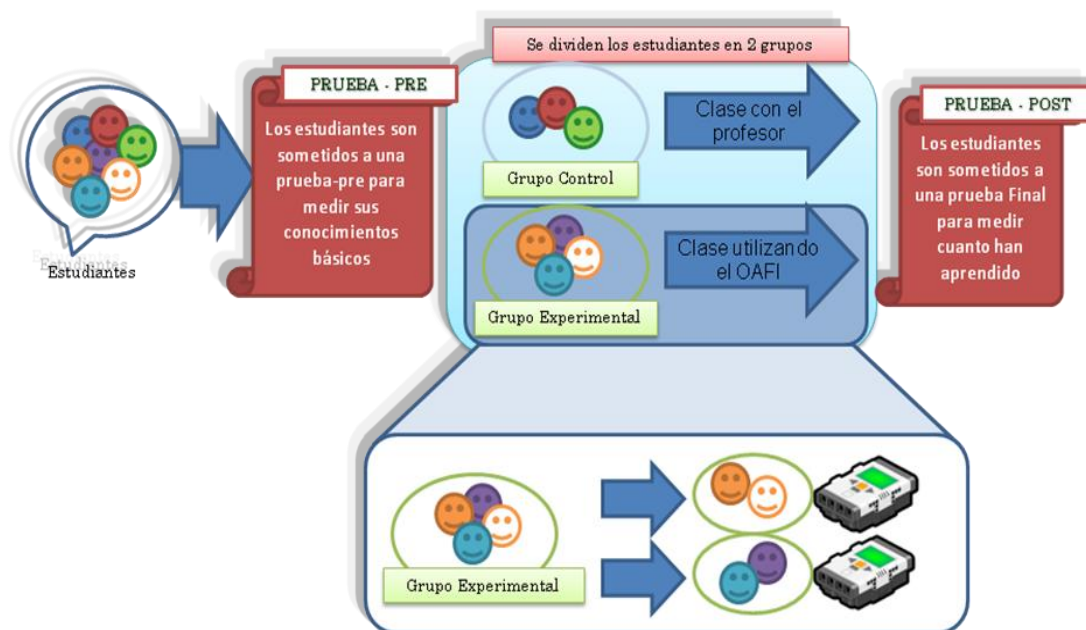 Estudiantes
PRUEBA - PRE
Los estudiantes son
sometidos a una
prueba-pre para
medir sus
conocimientos
básicos
Se dividen los estudiantes en 2 grupos
Grupo Control
Clase con el
profesor
Grupo Experimental
Clase utilizando
el OAFI
PRUEBA - POST
Los estudiantes
son sometidos a
una prueba Final
para medir
cuanto han
aprendido
Grupo Experimental